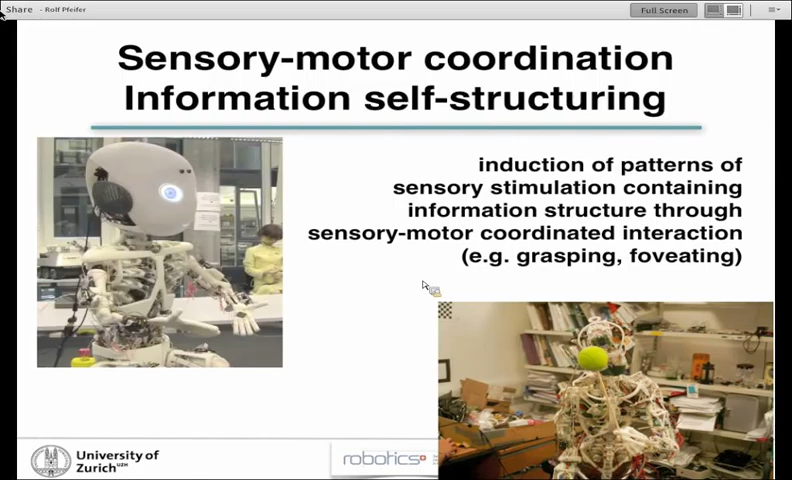 Share - Rolf Pfeifer
Full Screen
Sensory-motor coordination
Information self-structuring
induction of patterns of
sensory stimulation containing
information structure through
sensory-motor coordinated interaction
(e.g. grasping, foveating)
University of
Zurich UZH
robotics+